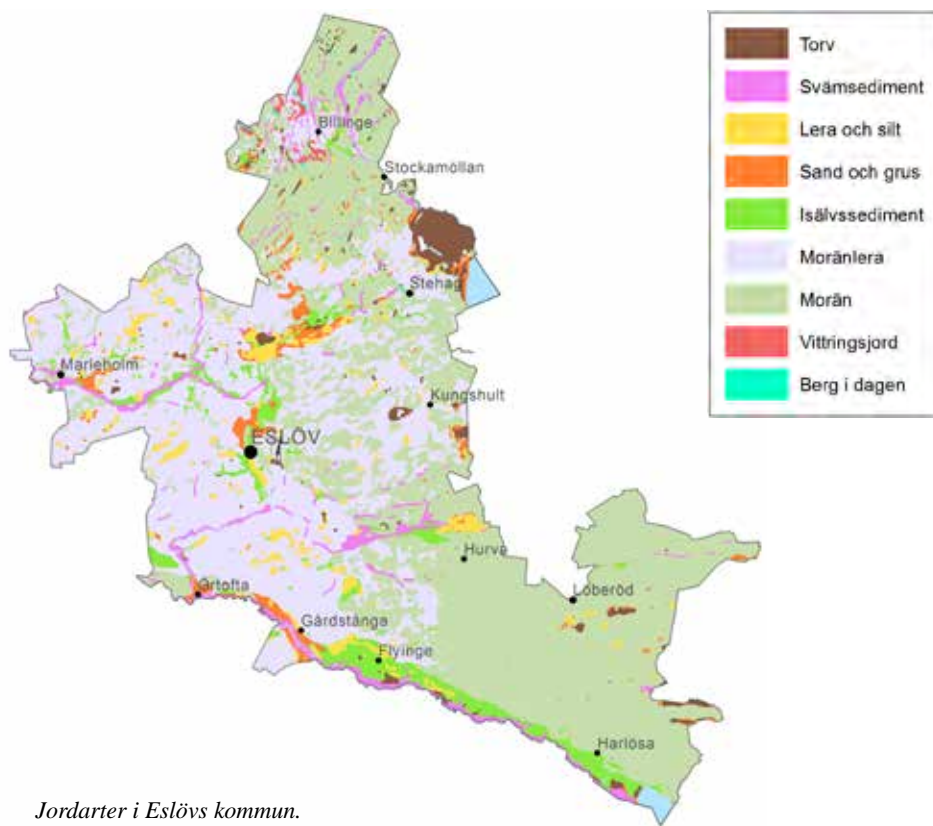 Torv
Svämsediment
Lera och silt
Sand och grus
Isälvssediment
Moränlera
Morän
Vittringsjord
Berg i dagen
Billinge
Stockamöllan
Stehag
Marieholm
Kungshult
ESLÖV
Hurva
Löberöd
Örtofta
Gårdstånga
Flyinge
Harlösa
Jordarter i Eslövs kommun.